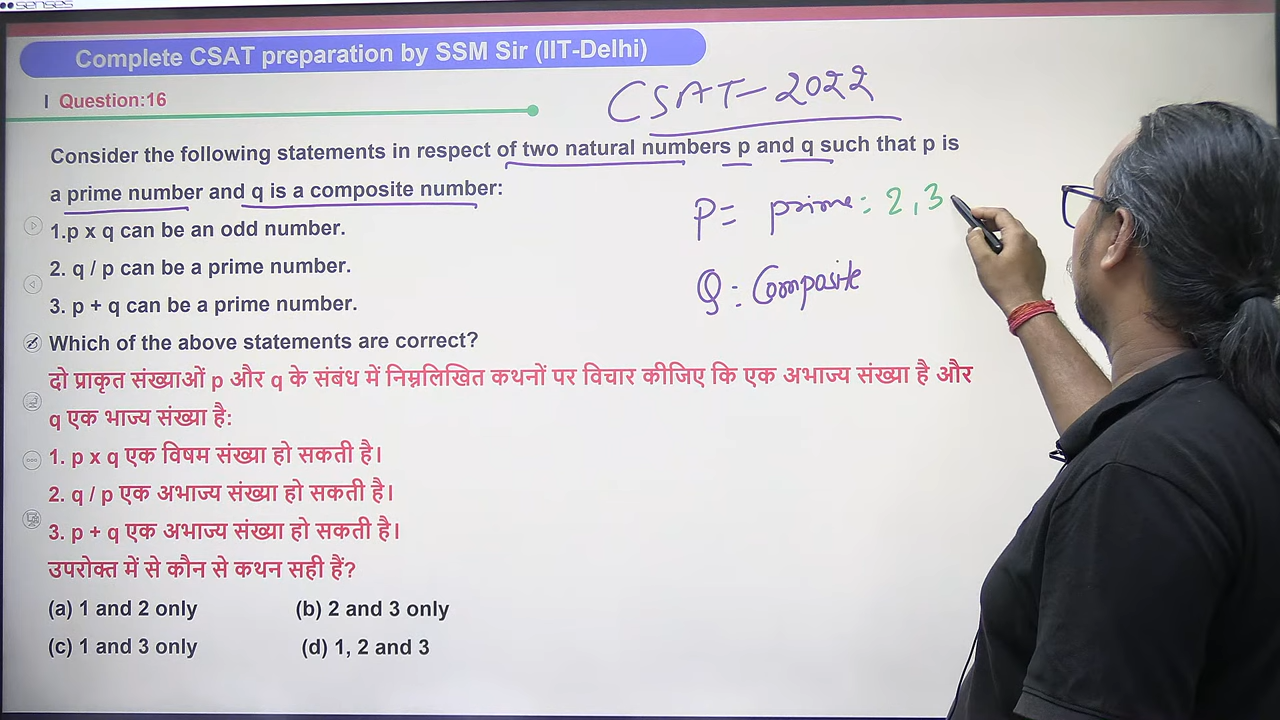 senses
Complete CSAT preparation by SSM Sir (IIT-Delhi)
Question:16
CSAT-2022
Consider the following statements in respect of two natural numbers p and q such that p is
a prime number and q is a composite number:
P= prime: 2,3
1.p x q can be an odd number.
2. q / p can be a prime number.
Q: Composite
3. p + q can be a prime number.
Which of the above statements are correct?
दो प्राकृत संख्याओं p और q के संबंध में निम्नलिखित कथनों पर विचार कीजिए कि एक अभाज्य संख्या है और
q एक भाज्य संख्या है:
1. p x q एक विषम संख्या हो सकती है।
2. q / p एक अभाज्य संख्या हो सकती है।
3. p + q एक अभाज्य संख्या हो सकती है।
उपरोक्त में से कौन से कथन सही हैं?
(a) 1 and 2 only (b) 2 and 3 only
(c) 1 and 3 only (d) 1, 2 and 3